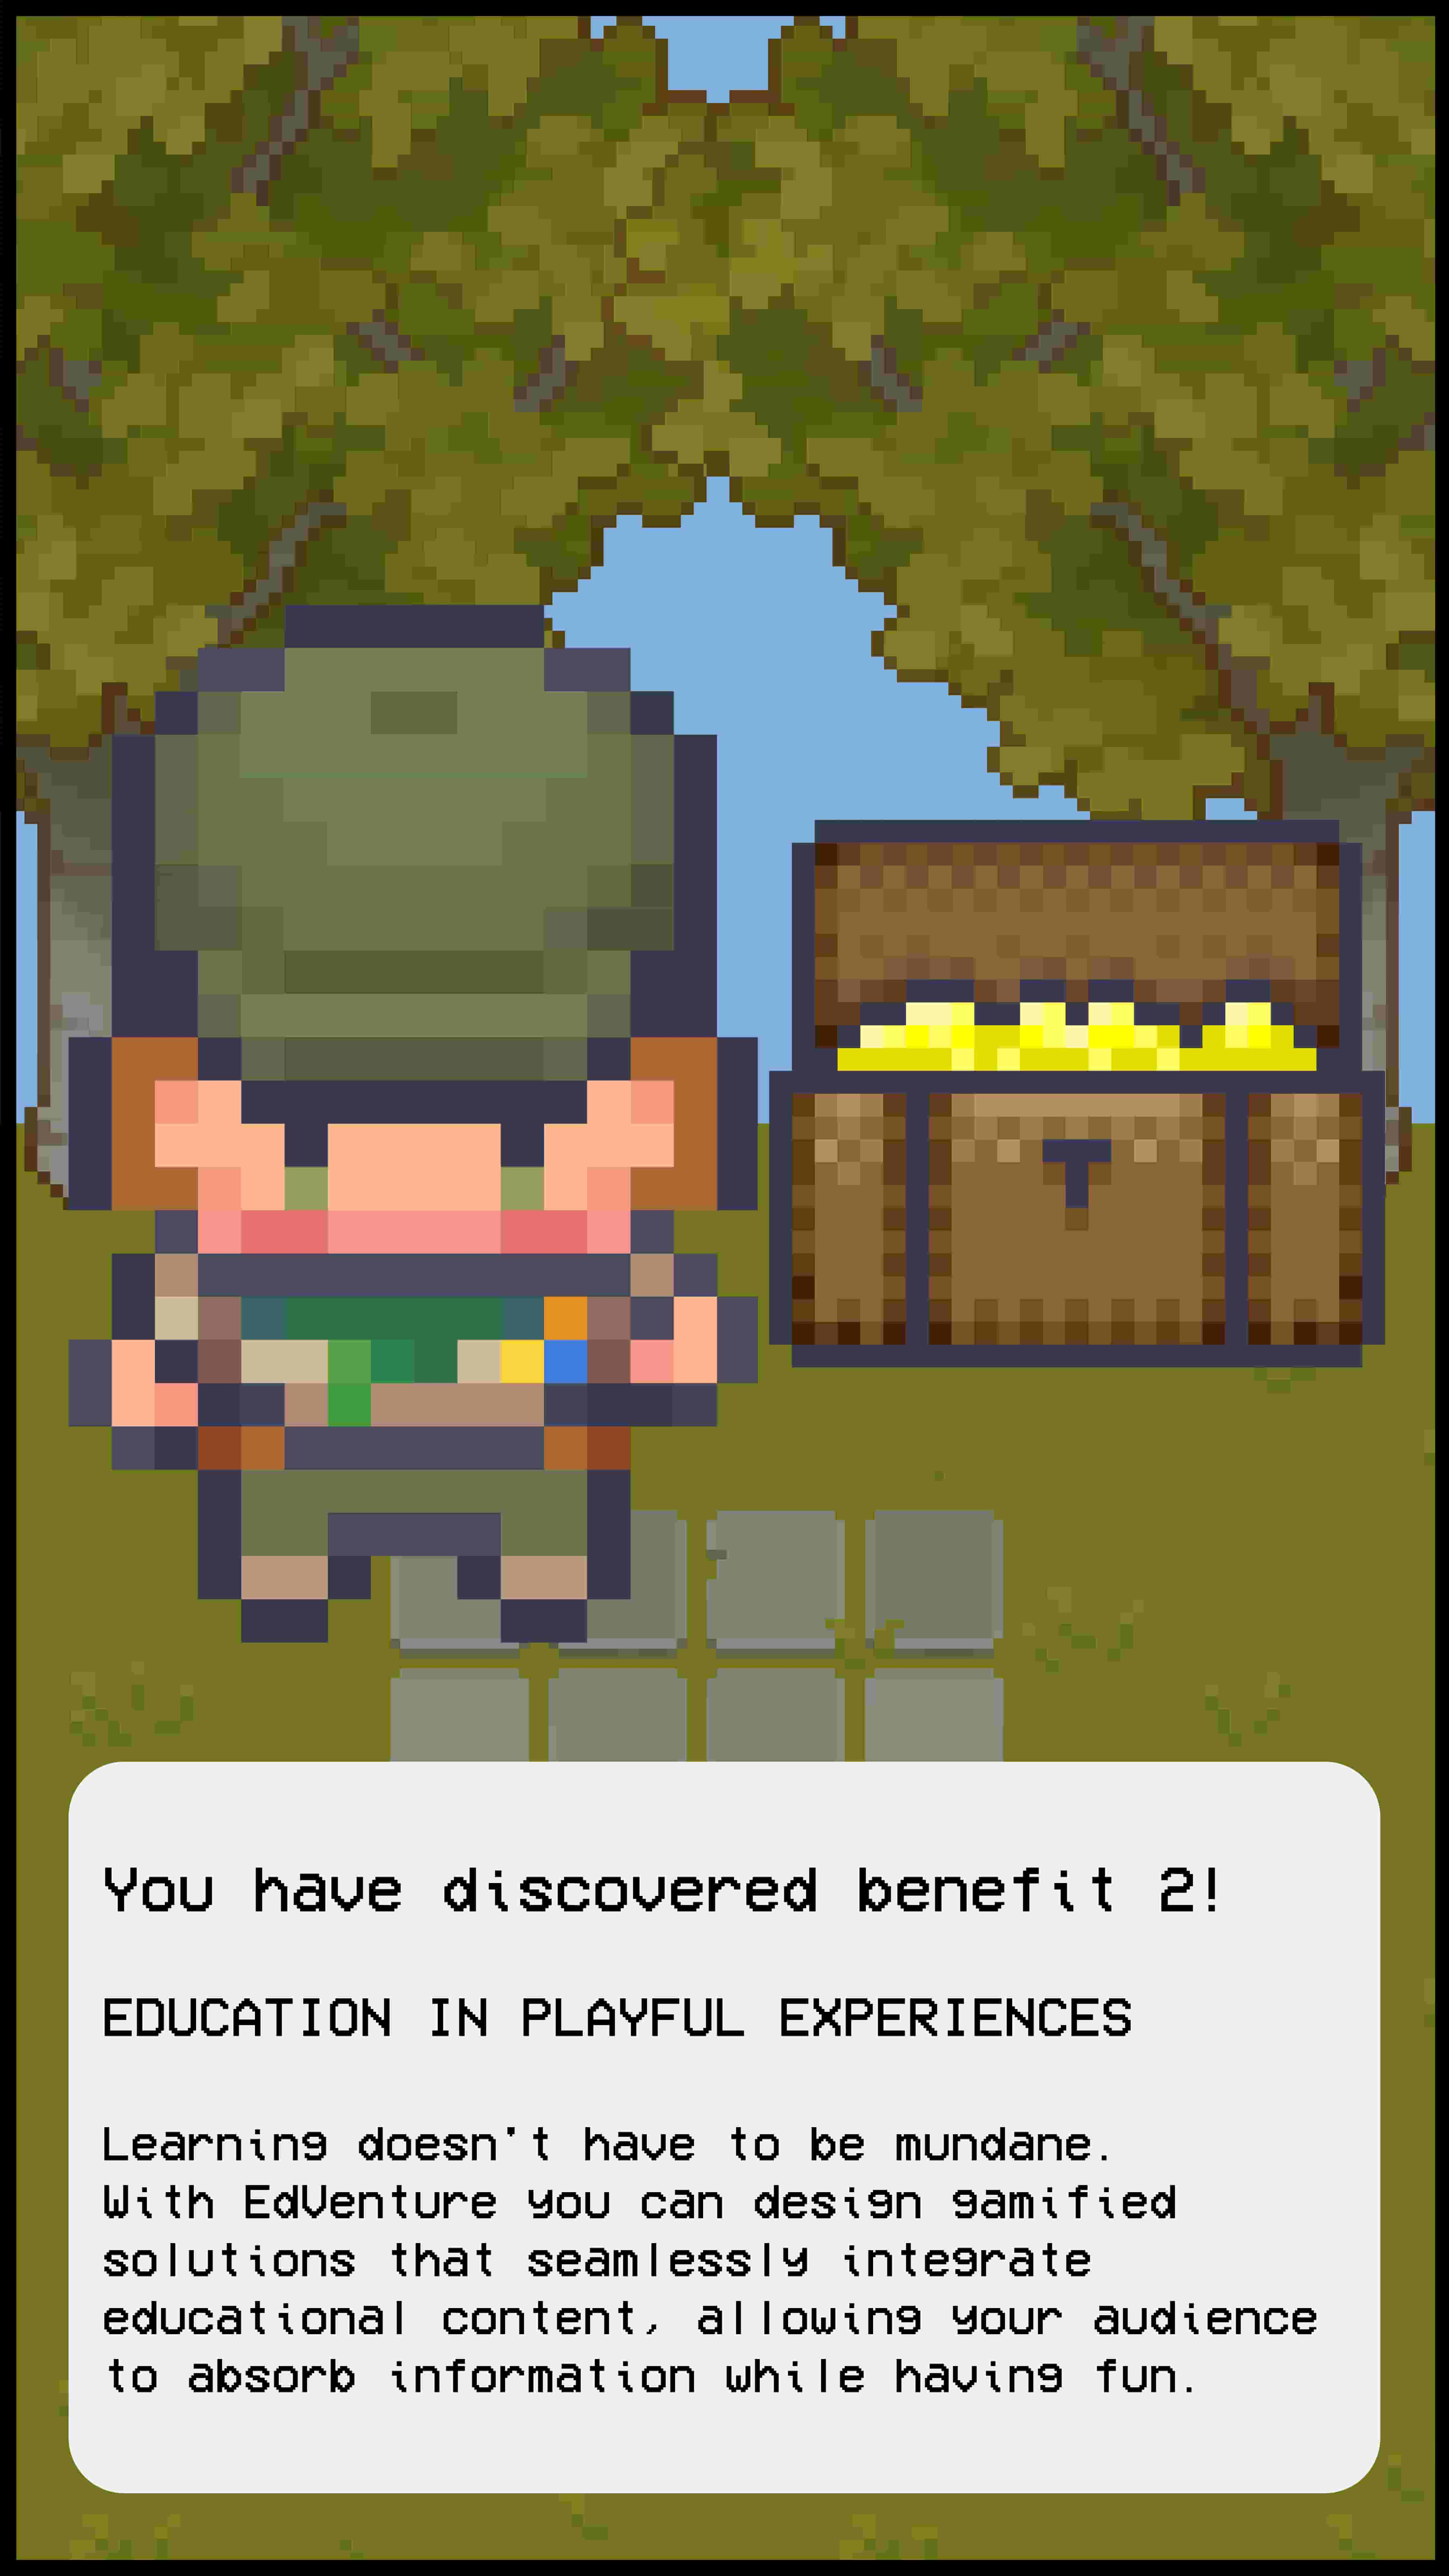 You have discovered benefit 2!
EDUCATION IN PLAYFUL EXPERIENCES
Learning doesn't have to be mundane.
With EdVenture you can design gamified
solutions that seamlessly integrate
educational content, allowing your audience
to absorb information while having fun.